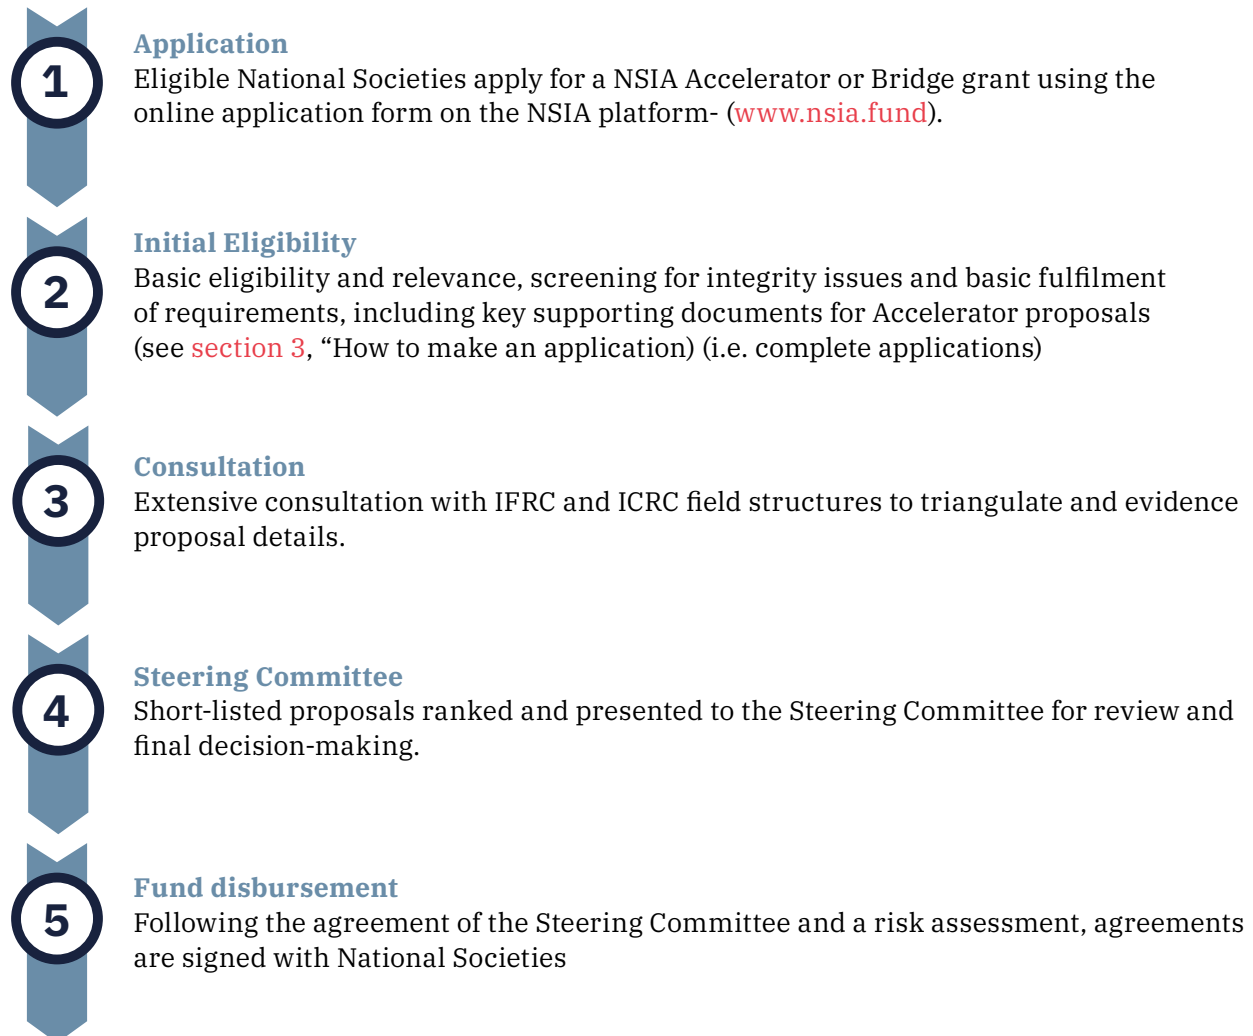 1
Application
Eligible National Societies apply for a NSIA Accelerator or Bridge grant using the
online application form on the NSIA platform- (www.nsia.fund).
2
Initial Eligibility
Basic eligibility and relevance, screening for integrity issues and basic fulfilment
of requirements, including key supporting documents for Accelerator proposals
(see section 3, “How to make an application) (i.e. complete applications)
3
Consultation
Extensive consultation with IFRC and ICRC field structures to triangulate and evidence
proposal details.
4
Steering Committee
Short-listed proposals ranked and presented to the Steering Committee for review and
final decision-making.
5
Fund disbursement
Following the agreement of the Steering Committee and a risk assessment, agreements
are signed with National Societies